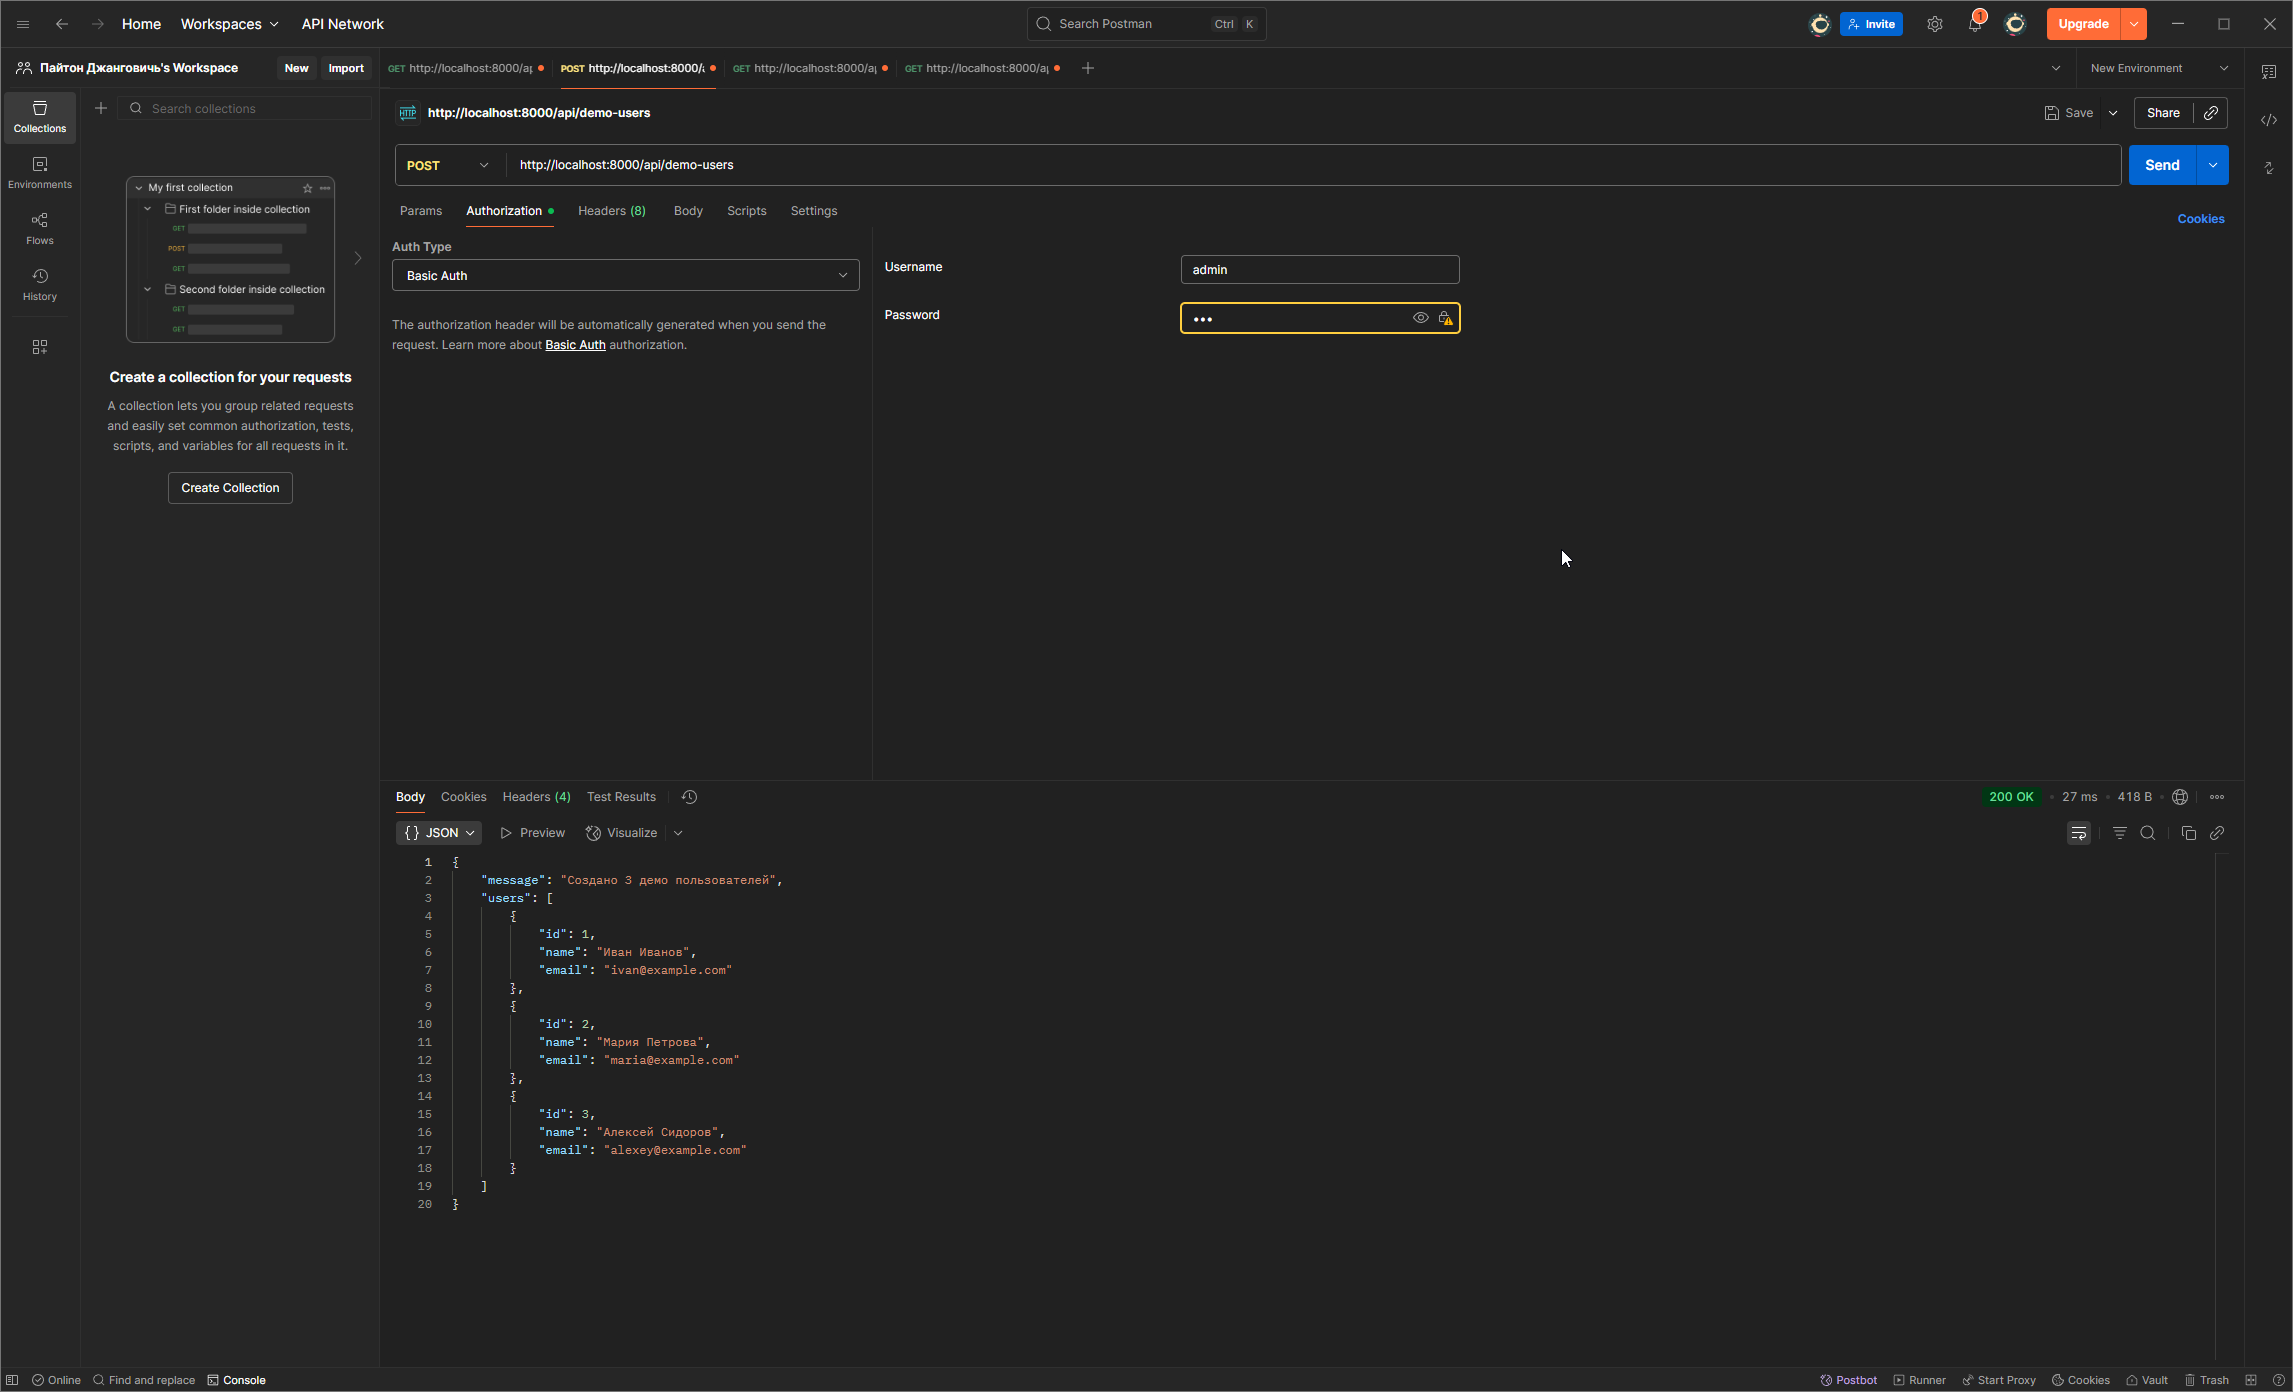 Home Workspaces API Network Search Postman Ctrl K Invite 1 Upgrade
Пайтон Джанговичь's Workspace New Import GET http://localhost:8000/a POST http://localhost:8000/ GET http://localhost:8000/a GET http://localhost:8000/a New Environment
Search collections
HTTP http://localhost:8000/api/demo-users Save Share
Collections
Environments
Flows
History
My first collection
First folder inside collection
GET
POST
GET
Second folder inside collection
GET
GET
Create a collection for your requests
A collection lets you group related requests
and easily set common authorization, tests,
scripts, and variables for all requests in it.
Create Collection
POST http://localhost:8000/api/demo-users Send
Params Authorization Headers (8) Body Scripts Settings Cookies
Auth Type
Basic Auth
The authorization header will be automatically generated when you send the
request. Learn more about Basic Auth authorization.
Username admin
Password •••
Body Cookies Headers (4) Test Results 200 OK 27 ms 418 B
{} JSON Preview Visualize
1 {
2 "message": "Создано 3 демо пользователей",
3 "users": [
4 {
5 "id": 1,
6 "name": "Иван Иванов",
7 "email": "ivan@example.com"
8 },
9 {
10 "id": 2,
11 "name": "Мария Петрова",
12 "email": "maria@example.com"
13 },
14 {
15 "id": 3,
16 "name": "Алексей Сидоров",
17 "email": "alexey@example.com"
18 }
19 ]
20 }
Online Find and replace Console Postbot Runner Start Proxy Cookies Vault Trash